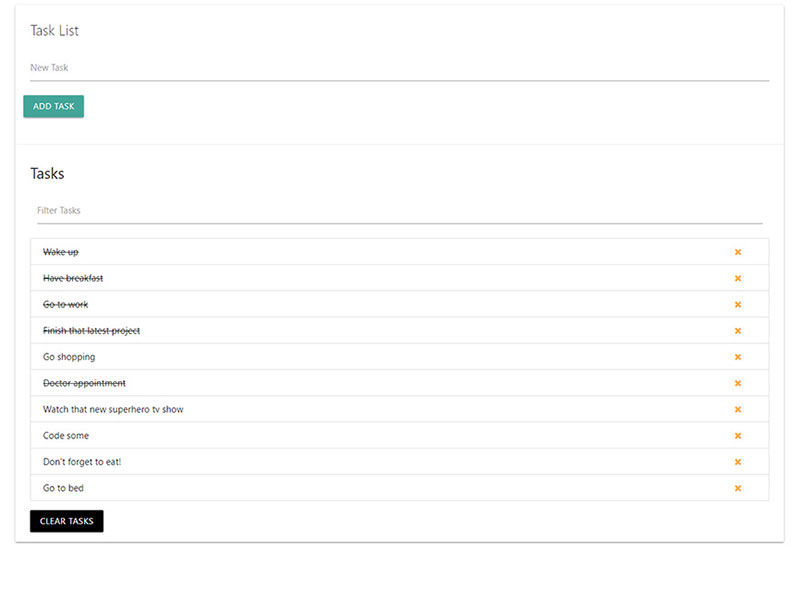 Task List
New Task
ADD TASK
Tasks
Filter Tasks
Wake up
Have breakfast
Go to work
Finish that latest project
Go shopping
Doctor appointment
Watch that new superhero tv show
Code some
Don't forget to eat!
Go to bed
CLEAR TASKS